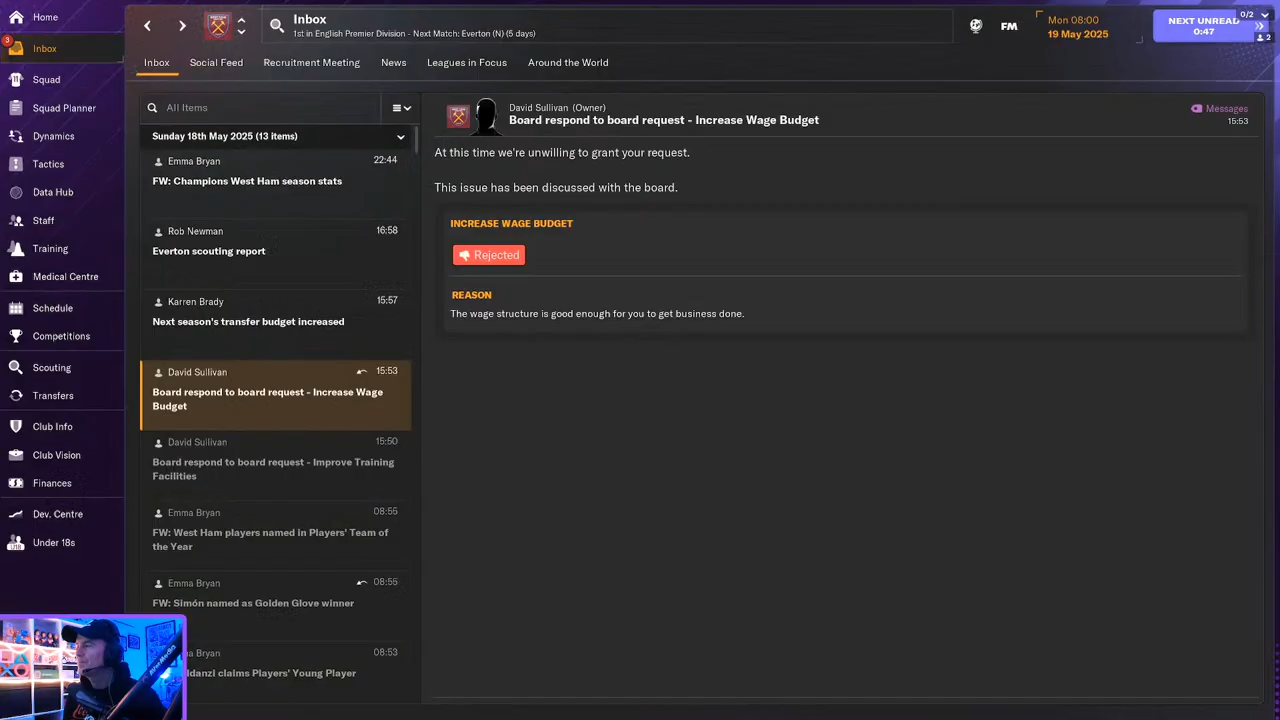 Home
Inbox
3
Squad
Squad Planner
Dynamics
Tactics
Data Hub
Staff
Training
Medical Centre
Schedule
Competitions
Scouting
Transfers
Club Info
Club Vision
Finances
Dev. Centre
Under 18s
Inbox
1st in English Premier Division - Next Match: Everton (N) (5 days)
FM
Mon 08:00
19 May 2025
NEXT UNREAD
0:47
0/2
2
Inbox
Social Feed
Recruitment Meeting
News
Leagues in Focus
Around the World
All Items
Sunday 18th May 2025 (13 items)
Emma Bryan 22:44
FW: Champions West Ham season stats
Rob Newman 16:58
Everton scouting report
Karren Brady 15:57
Next season's transfer budget increased
David Sullivan 15:53
Board respond to board request - Increase Wage
Budget
David Sullivan 15:50
Board respond to board request - Improve Training
Facilities
Emma Bryan 08:55
FW: West Ham players named in Players' Team of
the Year
Emma Bryan 08:55
FW: Simón named as Golden Glove winner
Bryan 08:53
ldanzi claims Players' Young Player
David Sullivan (Owner)
Board respond to board request - Increase Wage Budget
Messages
15:53
At this time we're unwilling to grant your request.
This issue has been discussed with the board.
INCREASE WAGE BUDGET
Rejected
REASON
The wage structure is good enough for you to get business done.